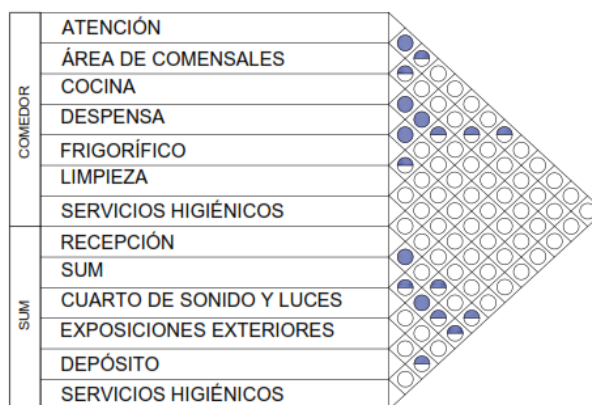 COMEDOR
ATENCIÓN
ÁREA DE COMENSALES
COCINA
DESPENSA
FRIGORÍFICO
LIMPIEZA
SERVICIOS HIGIÉNICOS
SUM
RECEPCIÓN
SUM
CUARTO DE SONIDO Y LUCES
EXPOSICIONES EXTERIORES
DEPÓSITO
SERVICIOS HIGIÉNICOS